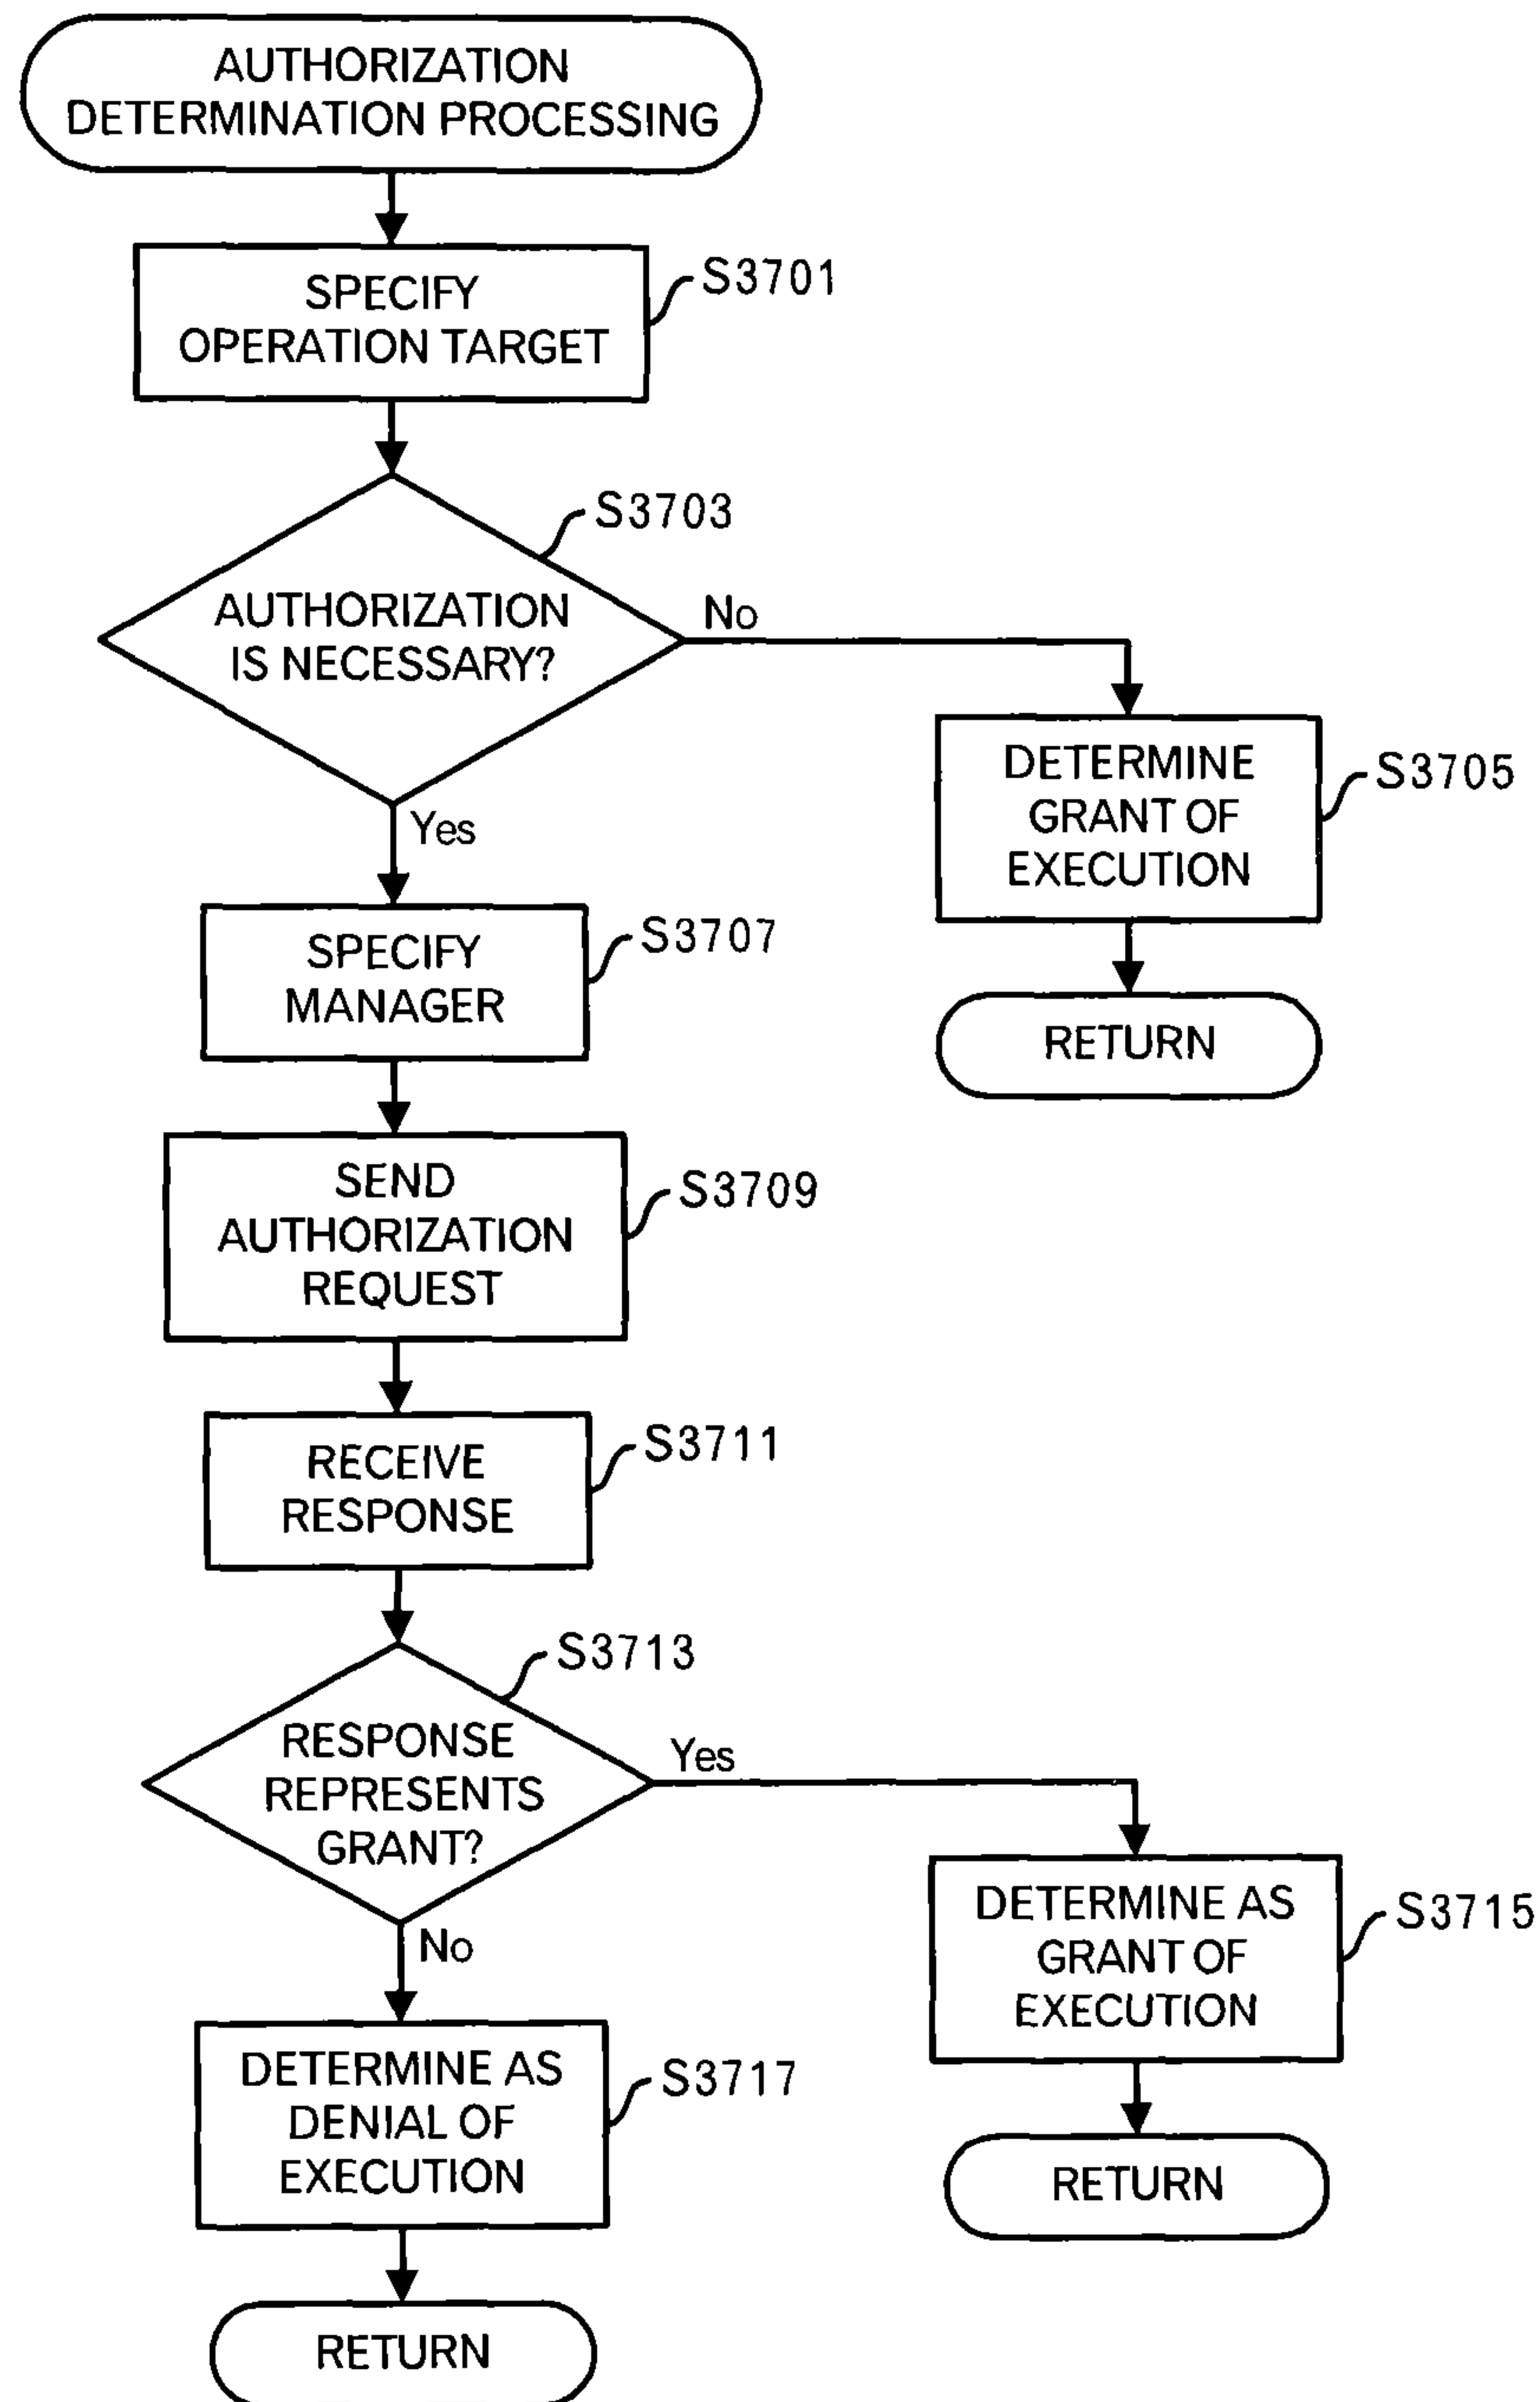 AUTHORIZATION
DETERMINATION PROCESSING
SPECIFY
OPERATION TARGET
S3701
S3703
AUTHORIZATION
IS NECESSARY?
No
Yes
DETERMINE
GRANT OF
EXECUTION
S3705
RETURN
SPECIFY
MANAGER
S3707
SEND
AUTHORIZATION
REQUEST
S3709
RECEIVE
RESPONSE
S3711
S3713
RESPONSE
REPRESENTS
GRANT?
Yes
No
DETERMINE AS
GRANT OF
EXECUTION
S3715
RETURN
DETERMINE AS
DENIAL OF
EXECUTION
S3717
RETURN